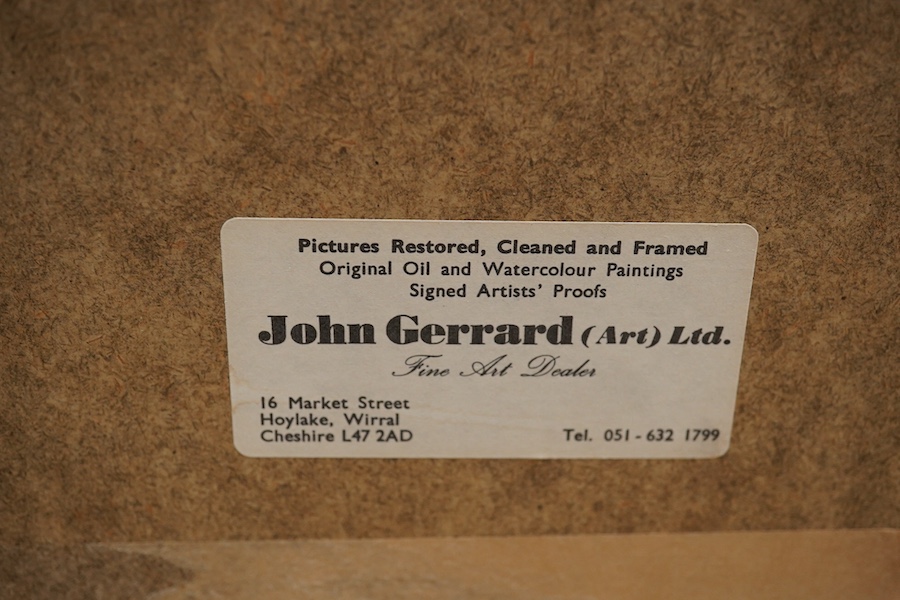 Pictures Restored, Cleaned and Framed
Original Oil and Watercolour Paintings
Signed Artists' Proofs
John Gerrard (Art) Ltd.
Fine Art Dealer
16 Market Street
Hoylake, Wirral
Cheshire L47 2AD
Tel. 051-632 1799